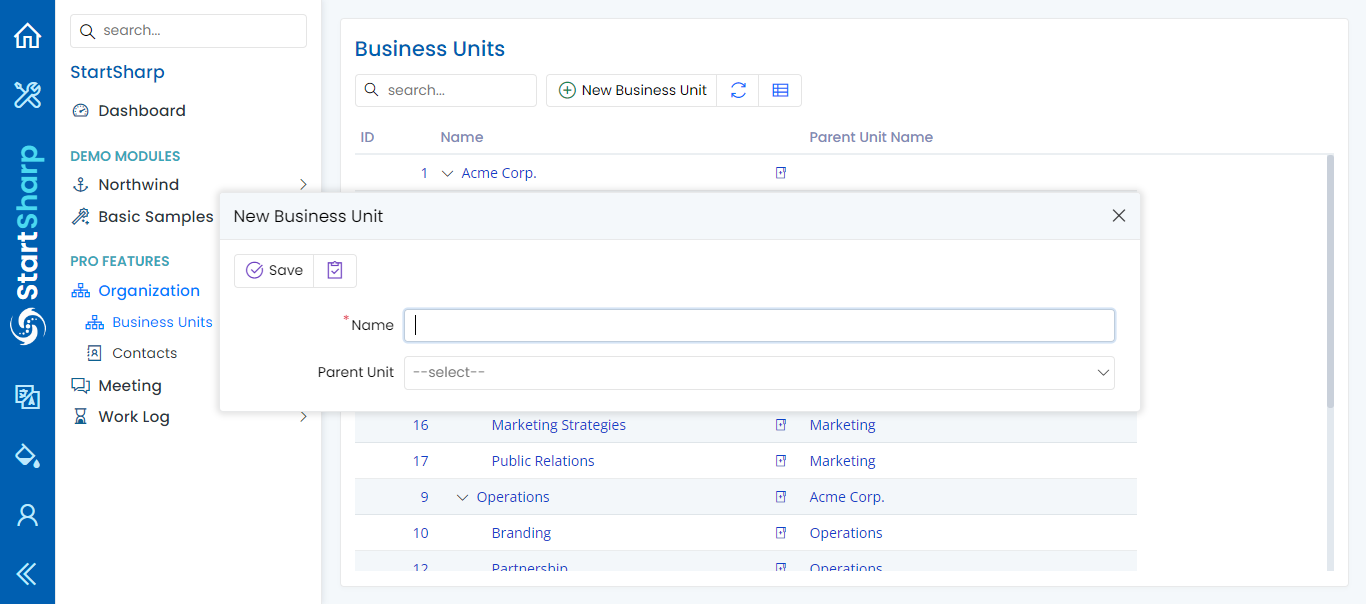 StartSharp
search...
StartSharp
Dashboard
DEMO MODULES
Northwind
Basic Samples
PRO FEATURES
Organization
Business Units
Contacts
Meeting
Work Log
Business Units
search...
New Business Unit
ID Name Parent Unit Name
1 Acme Corp.
New Business Unit
Save
* Name
Parent Unit --select--
16 Marketing Strategies Marketing
17 Public Relations Marketing
9 Operations Acme Corp.
10 Branding Operations
12 Partnership Operations